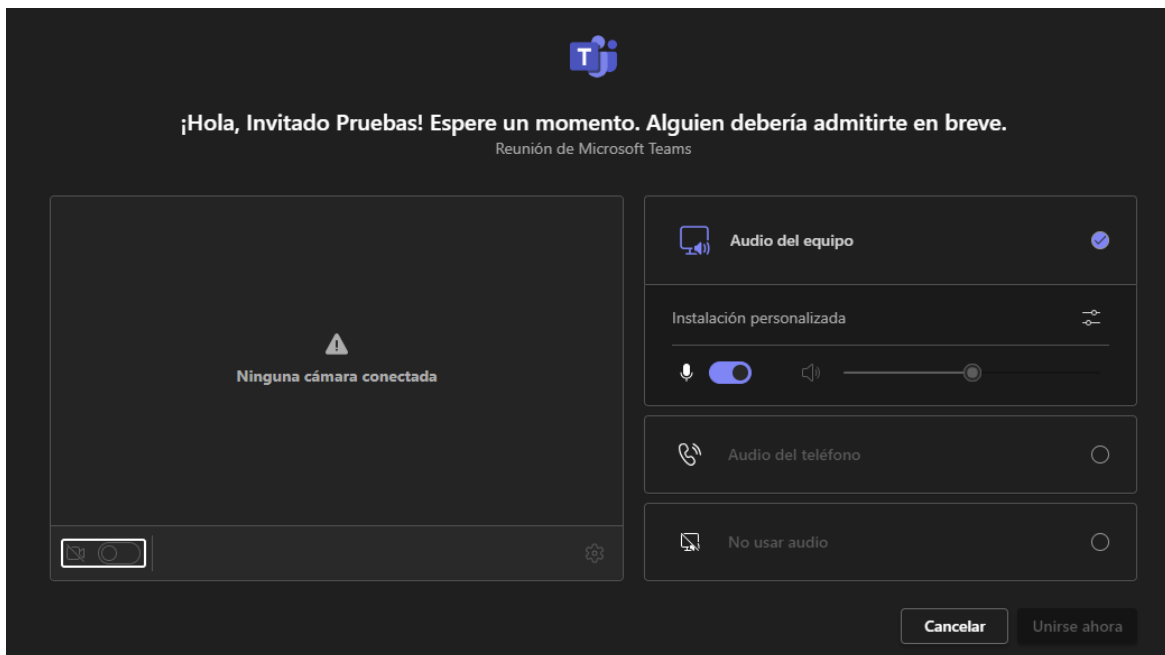 T
¡Hola, Invitado Pruebas! Espere un momento. Alguien debería admitirte en breve.
Reunión de Microsoft Teams
Ninguna cámara conectada
Audio del equipo
Instalación personalizada
Audio del teléfono
No usar audio
Cancelar
Unirse ahora